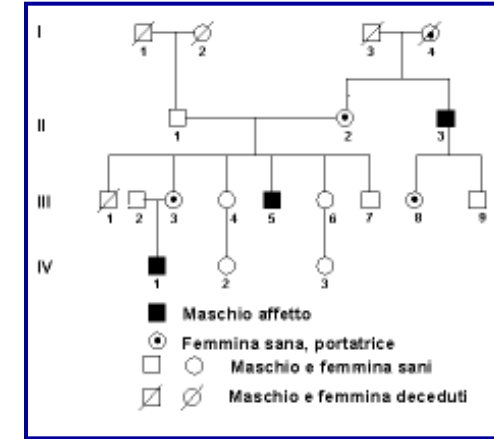 I
1 2 3 4
II
1 2 3
III
1 2 3 4 5 6 7 8 9
IV
1 2 3
Maschio affetto
Femmina sana, portatrice
Maschio e femmina sani
Maschio e femmina deceduti